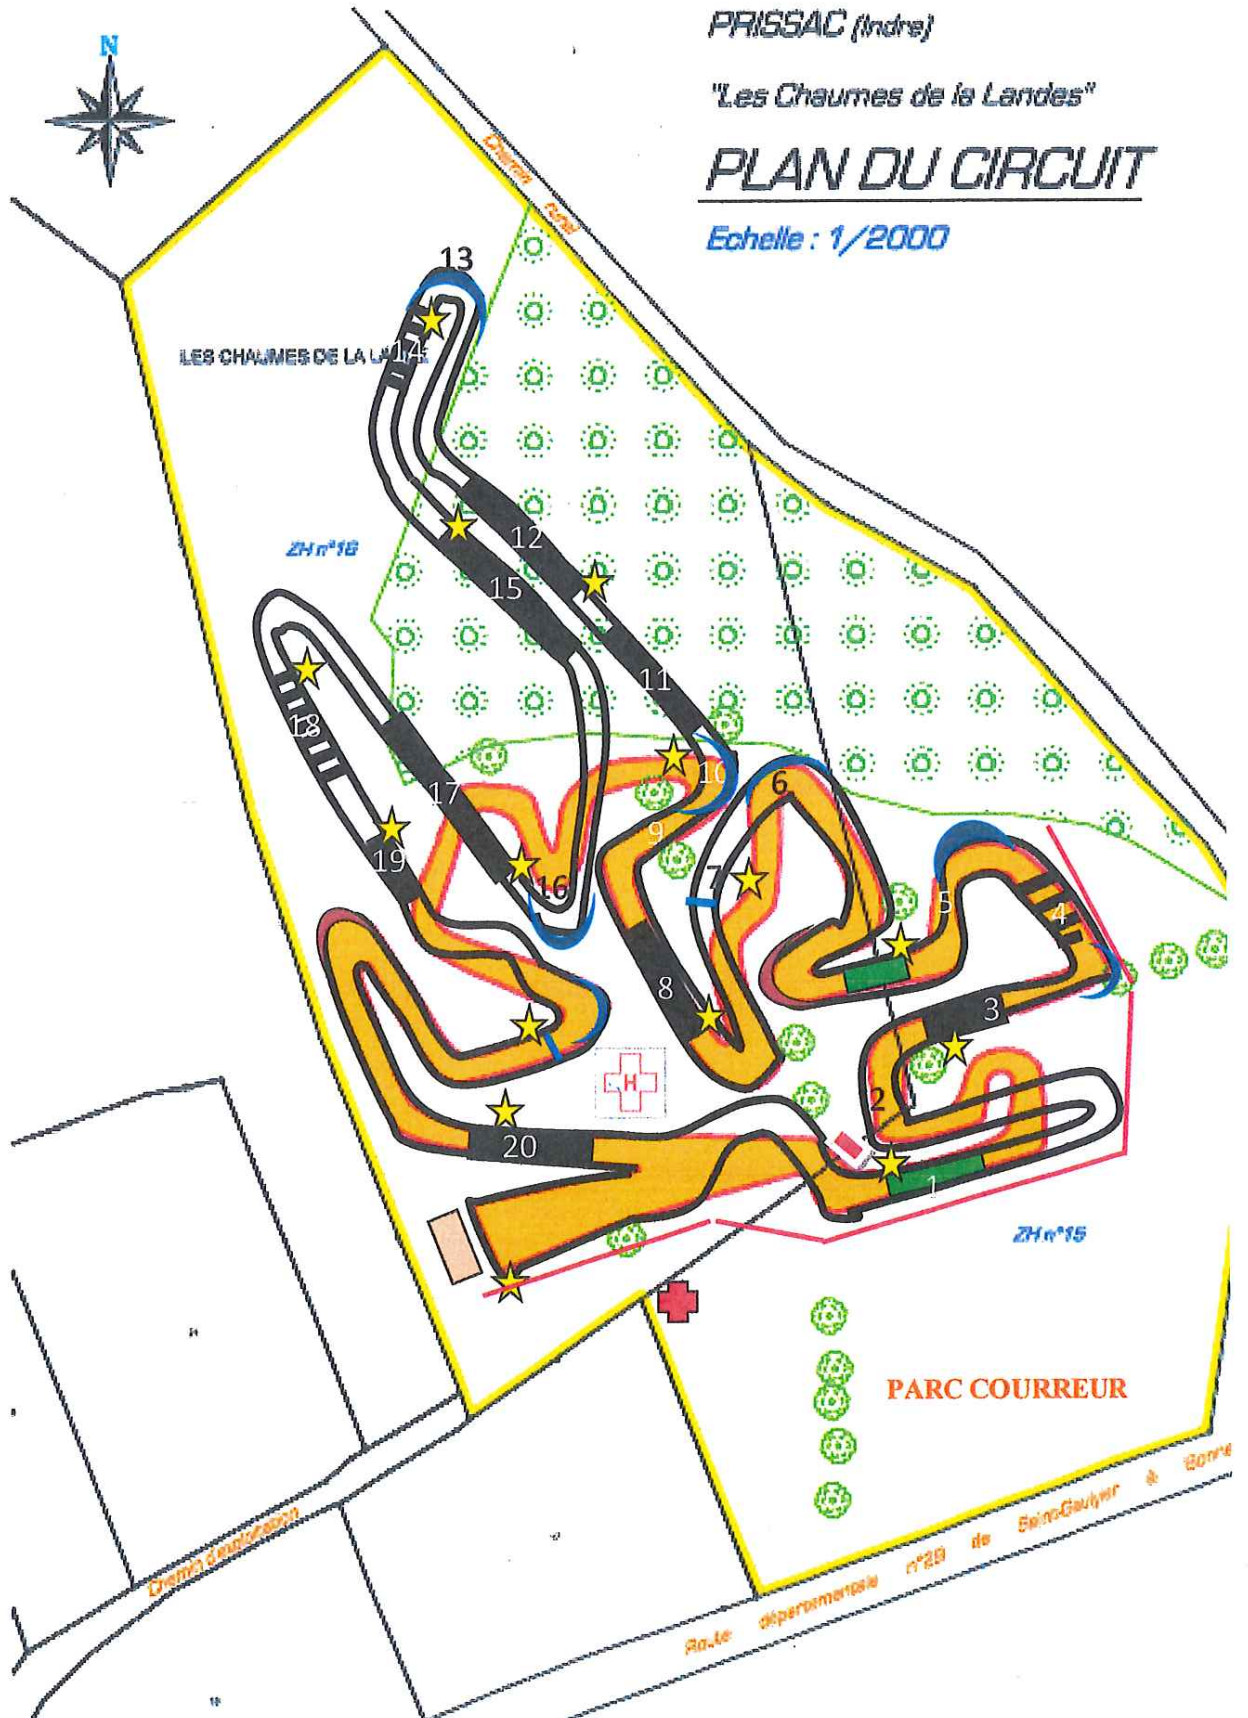 PRISSAC (Indre)
"Les Chaumes de la Landes"
PLAN DU CIRCUIT
Echelle : 1/2000
N
Chemin rural
13
LES CHAUMES DE LA
14
12
ZH n°16
15
11
18
10
6
17
9
7
16
19
5
4
8
3
2
20
1
H
ZH n°15
PARC COURREUR
Chemin d'exploitation
Route départementale n°29 de Saint-Gaultier à